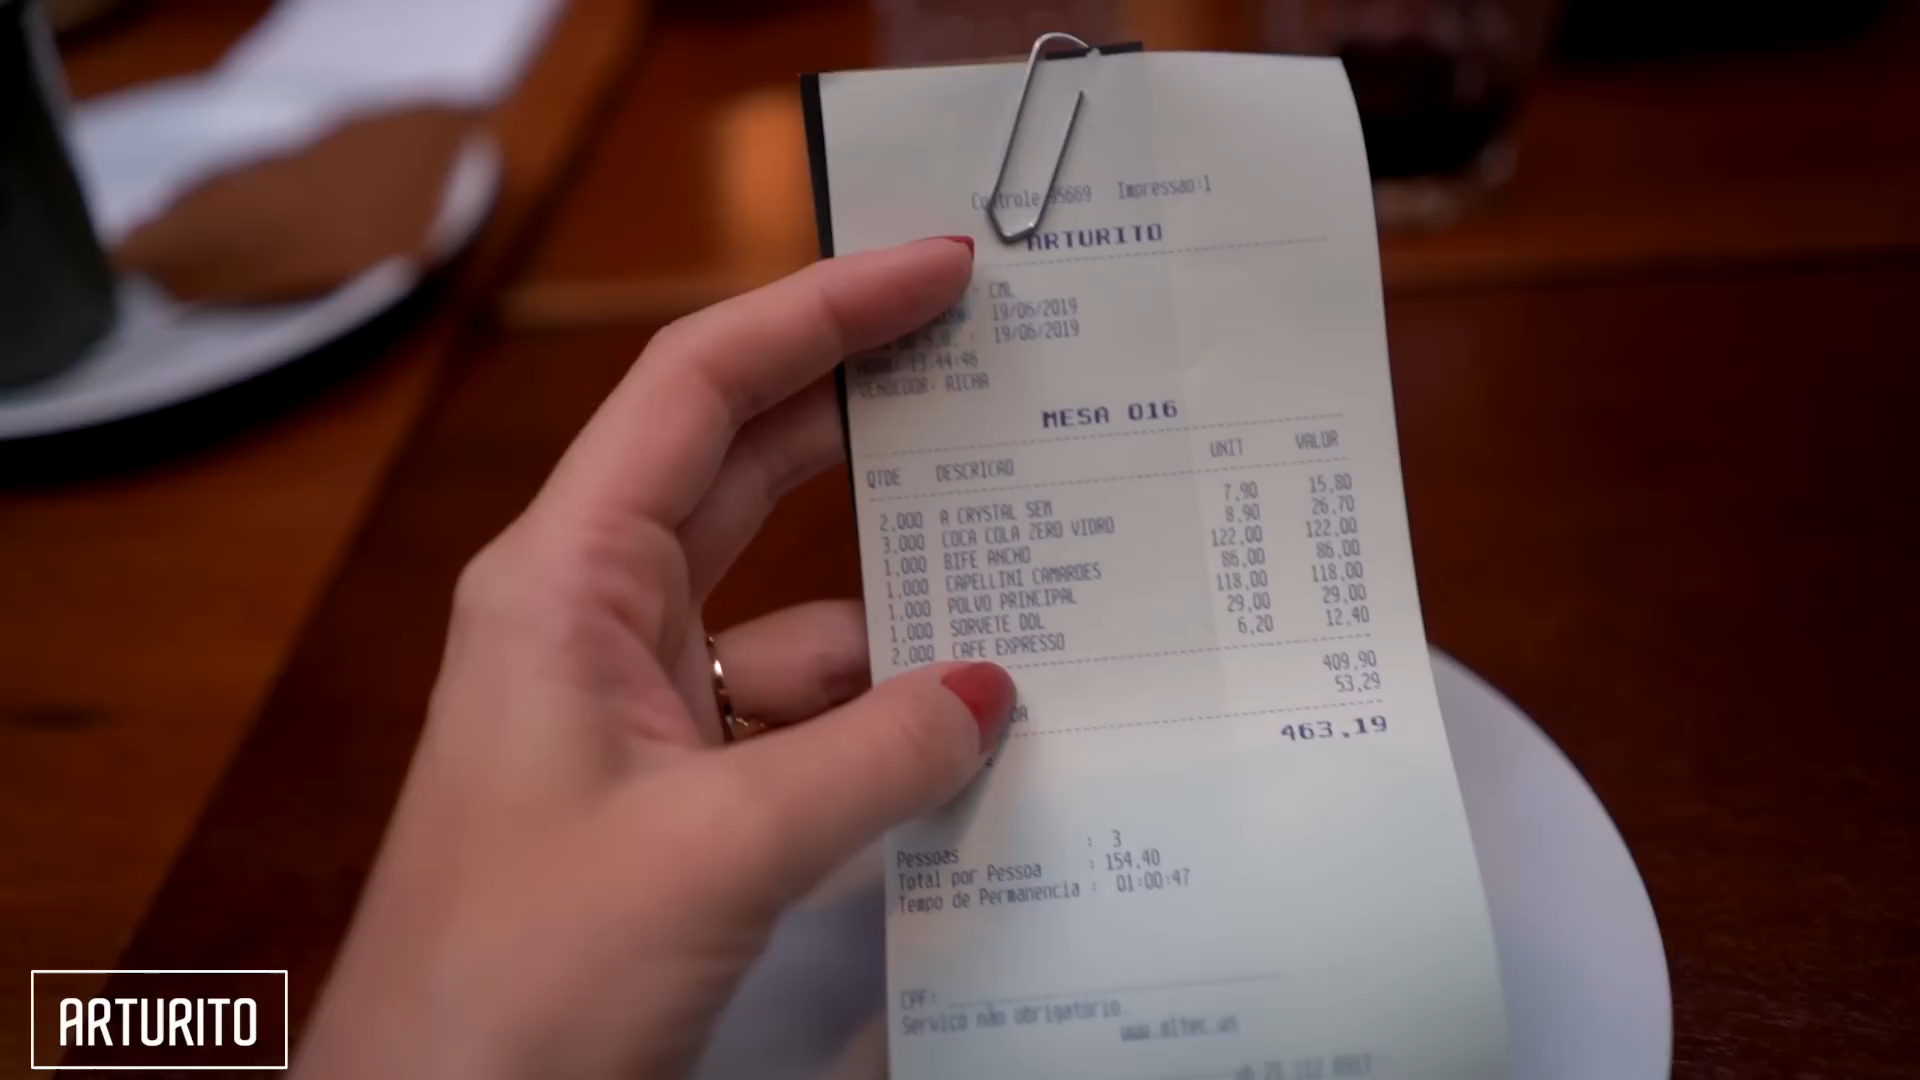 Impressao:1
ARTURITO
CML
19/06/2019
19/06/2019
13:44:46
VENDEDOR: AICHA
MESA 016
QTDE DESCRICAO UNIT VALOR
2,000 A CRYSTAL SEM 7,90 15,80
3,000 COCA COLA ZERO VIDRO 8,90 26,70
1,000 BIFE ANCHO 122,00 122,00
1,000 CAPELLINI CAMAROES 86,00 86,00
1,000 POLVO PRINCIPAL 118,00 118,00
1,000 SORVETE DDL 29,00 29,00
2,000 CAFE EXPRESSO 6,20 12,40
409,90
53,29
463,19
Pessoas : 3
Total por Pessoa : 154,40
Tempo de Permanencia : 01:00:47
CPF:
Serviço não obrigatório.
ARTURITO